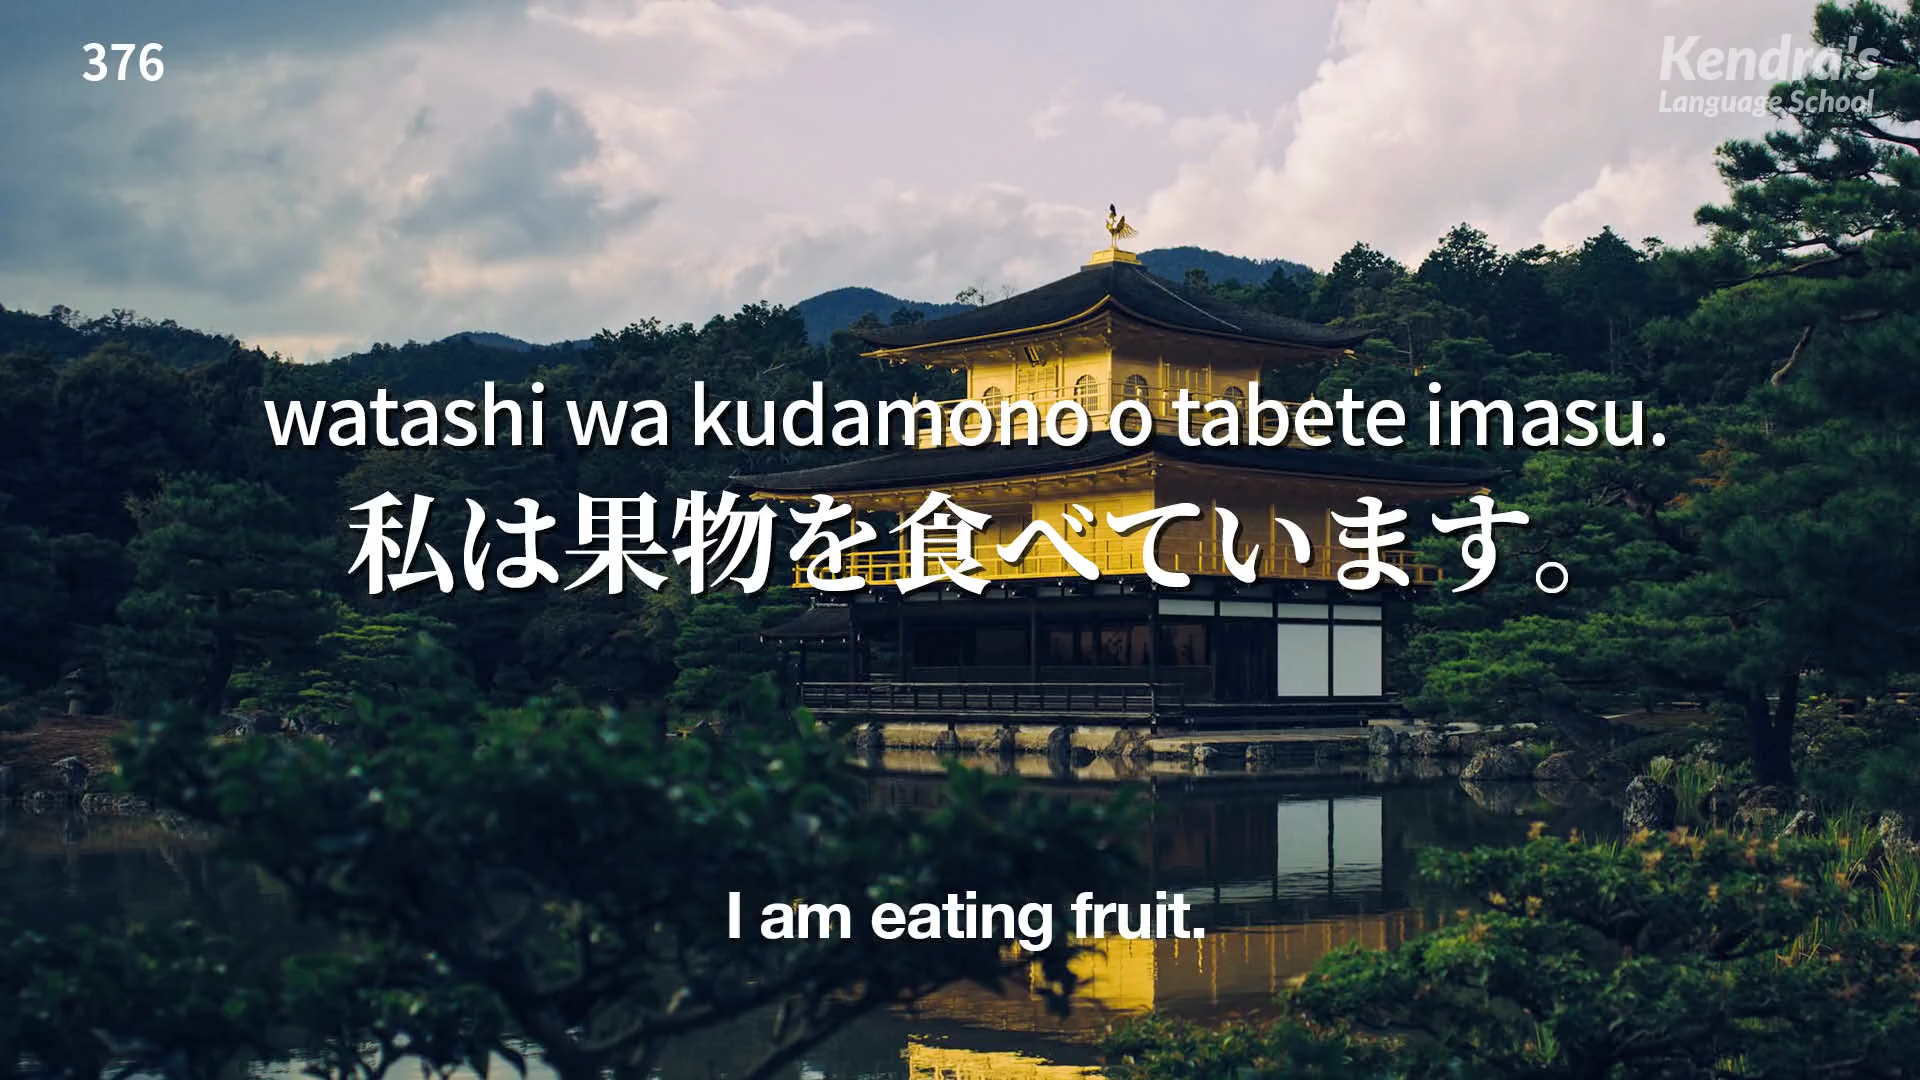 376
Kendra's
Language School
watashi wa kudamono o tabete imasu.
私は果物を食べています。
I am eating fruit.